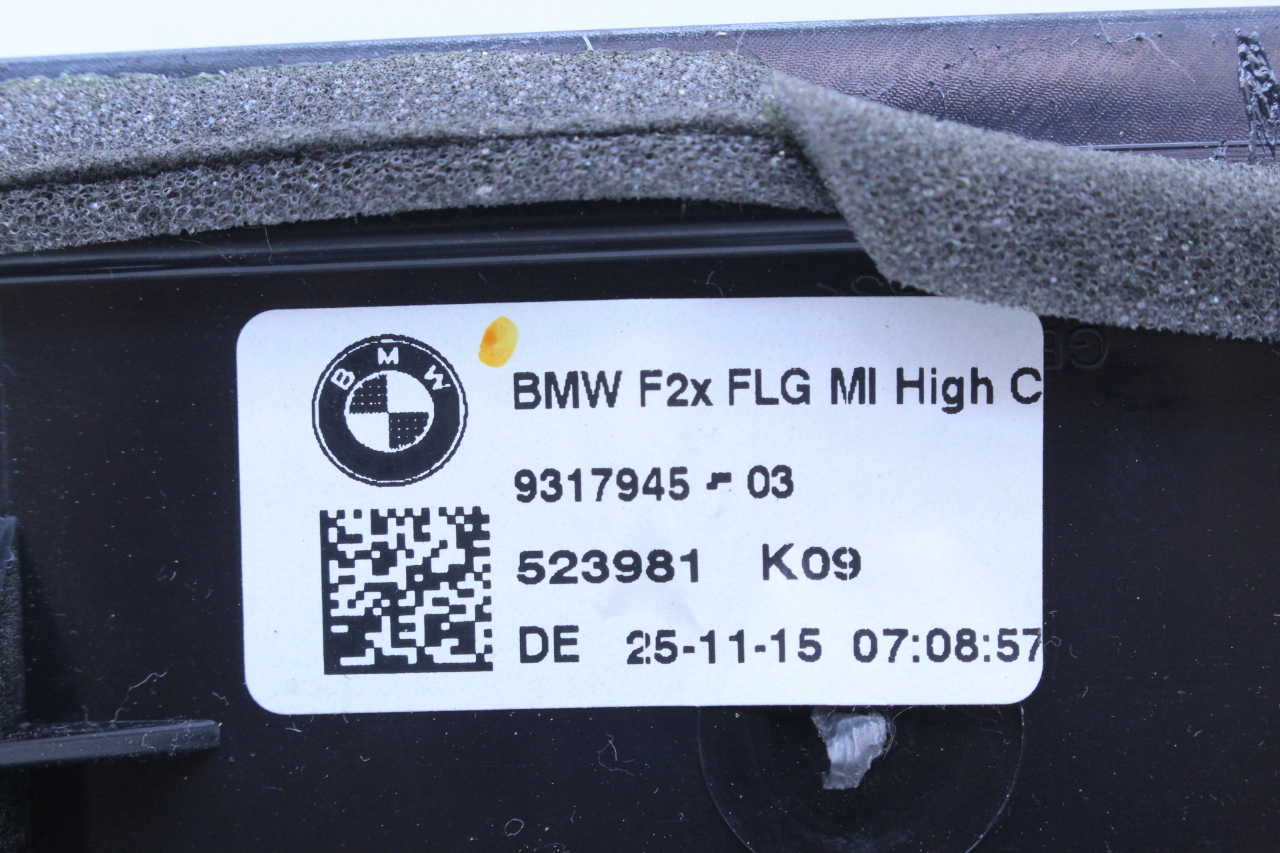 BMW
BMW F2x FLG MI High C
9317945 - 03
523981 K09
DE 25-11-15 07:08:57